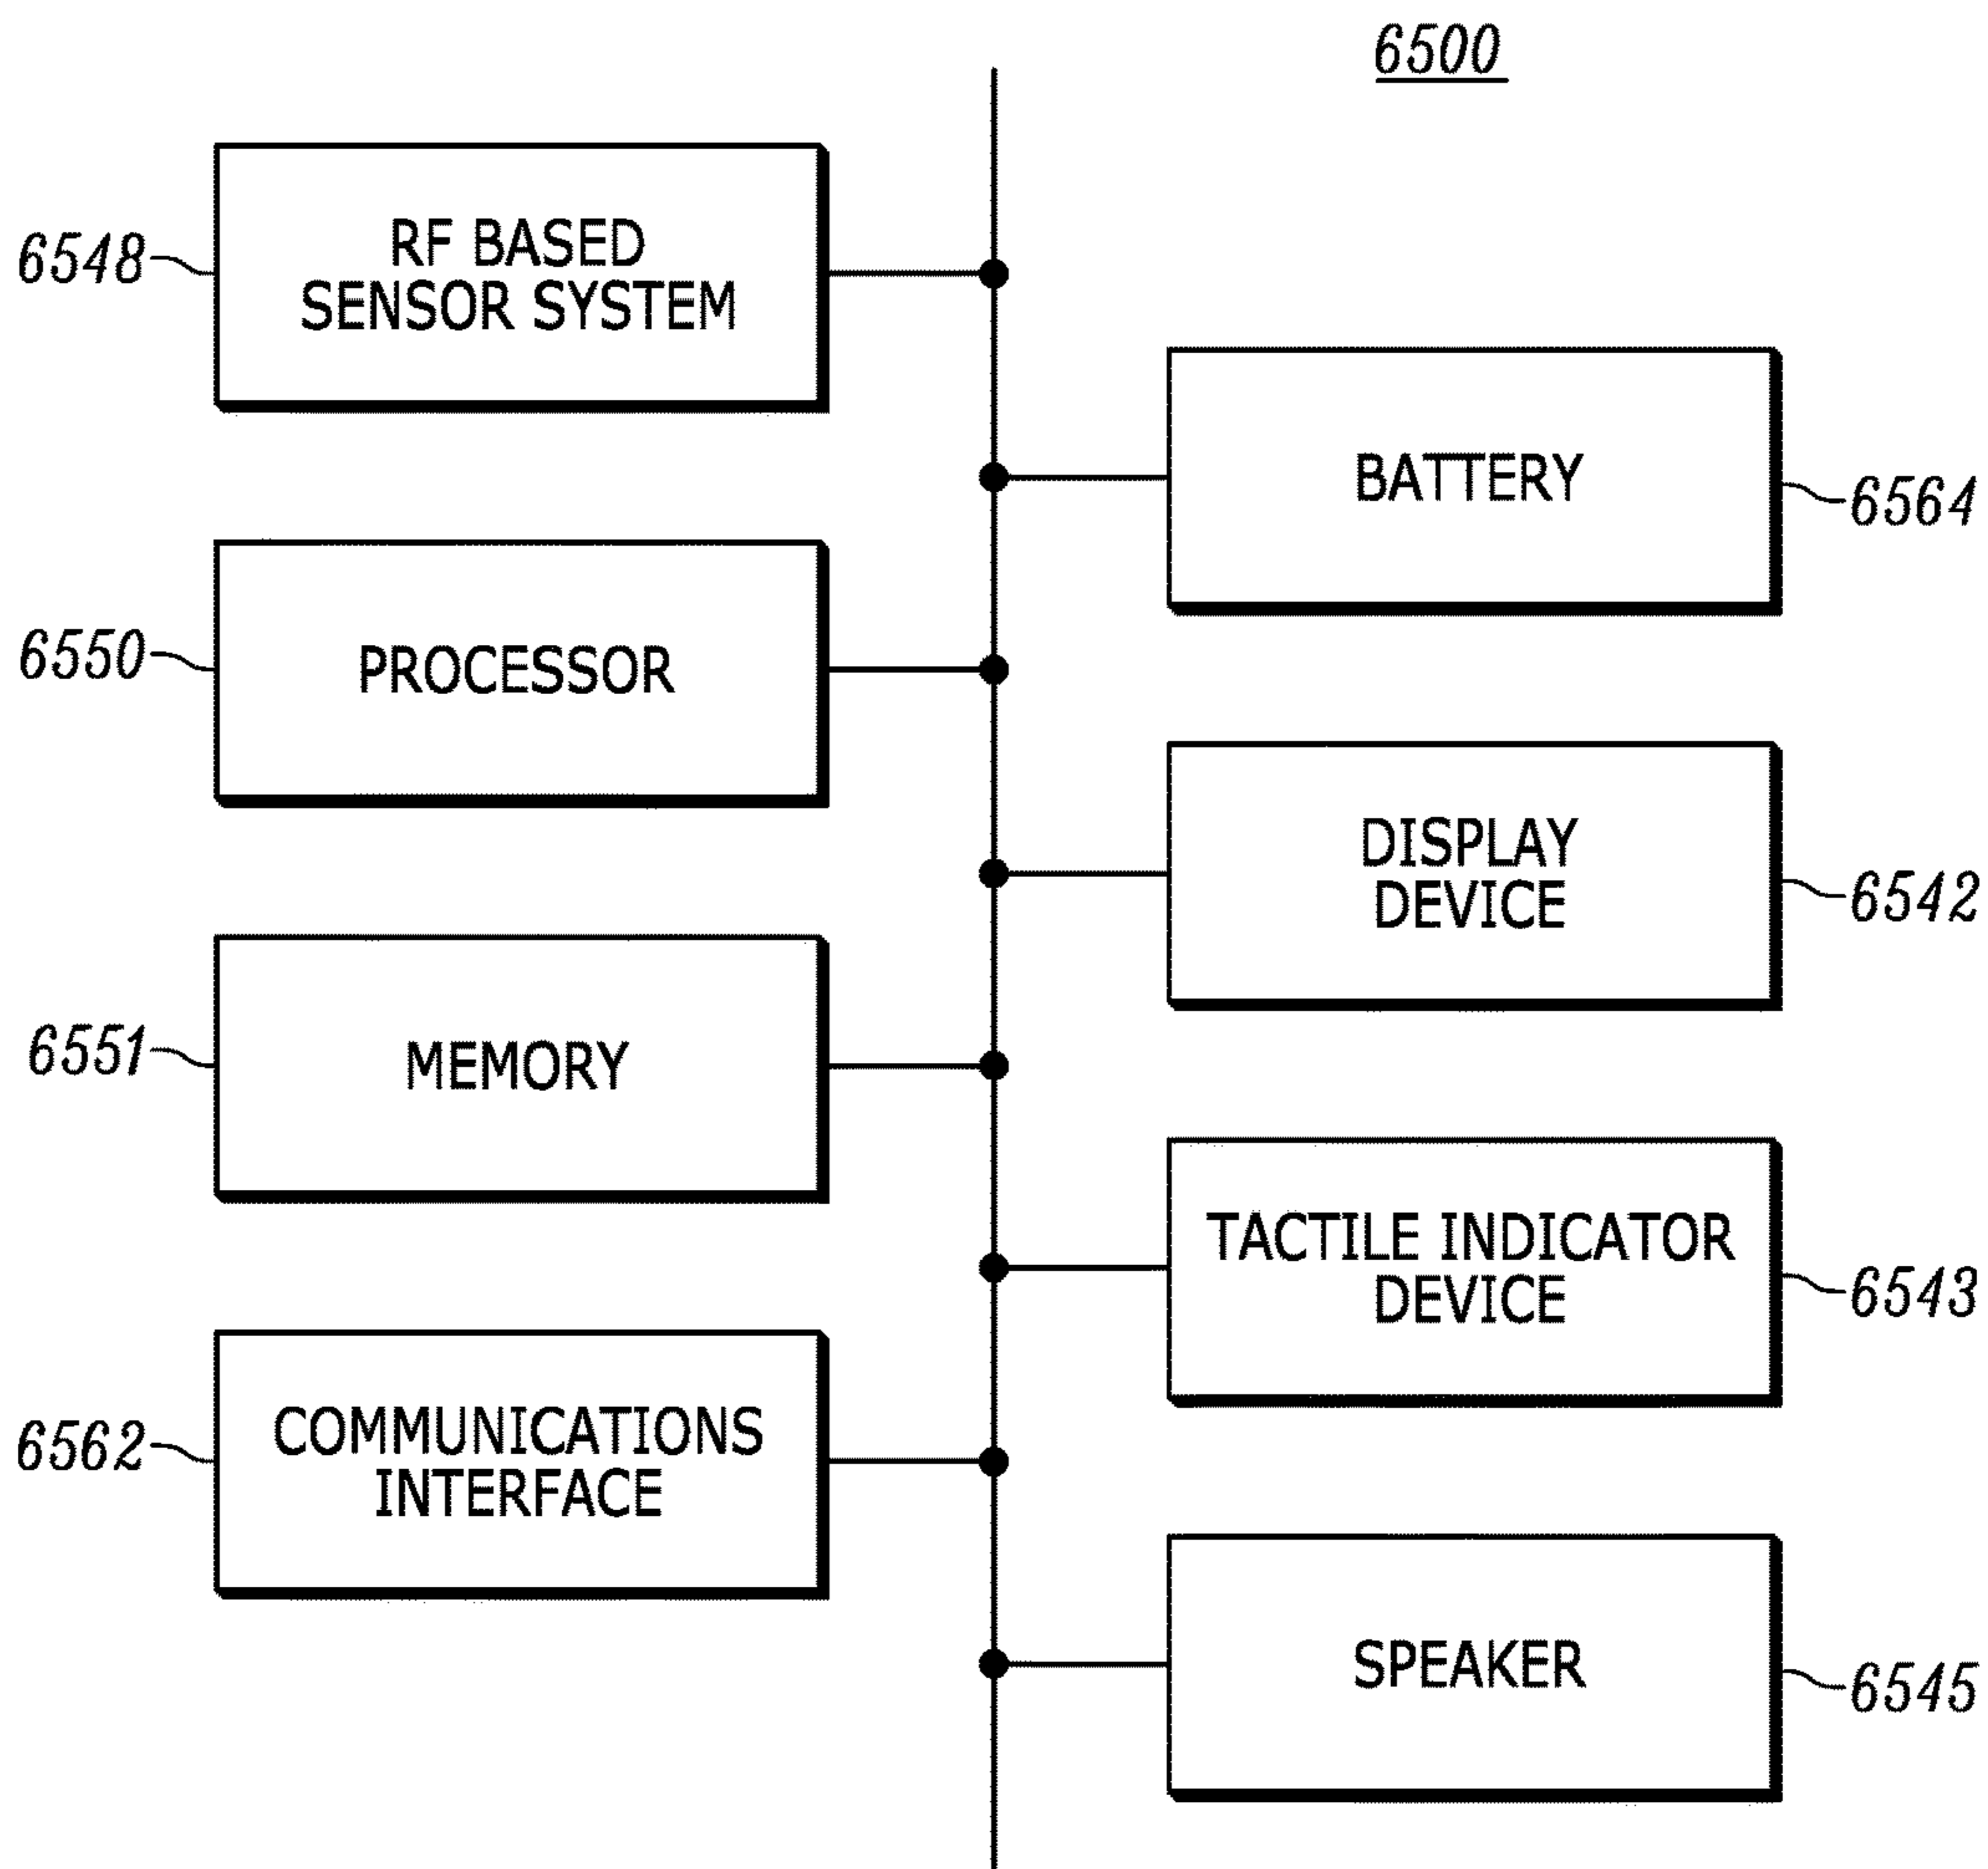 6500
6548
RF BASED
SENSOR SYSTEM
BATTERY
6564
6550
PROCESSOR
DISPLAY
DEVICE
6542
6551
MEMORY
TACTILE INDICATOR
DEVICE
6543
6562
COMMUNICATIONS
INTERFACE
SPEAKER
6545